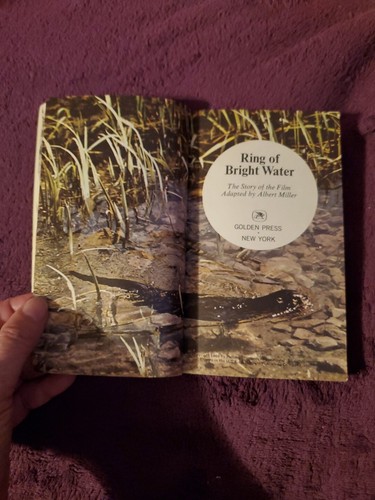 Ring of
Bright Water
The Story of the Film
Adapted by Albert Miller
GOLDEN PRESS
NEW YORK